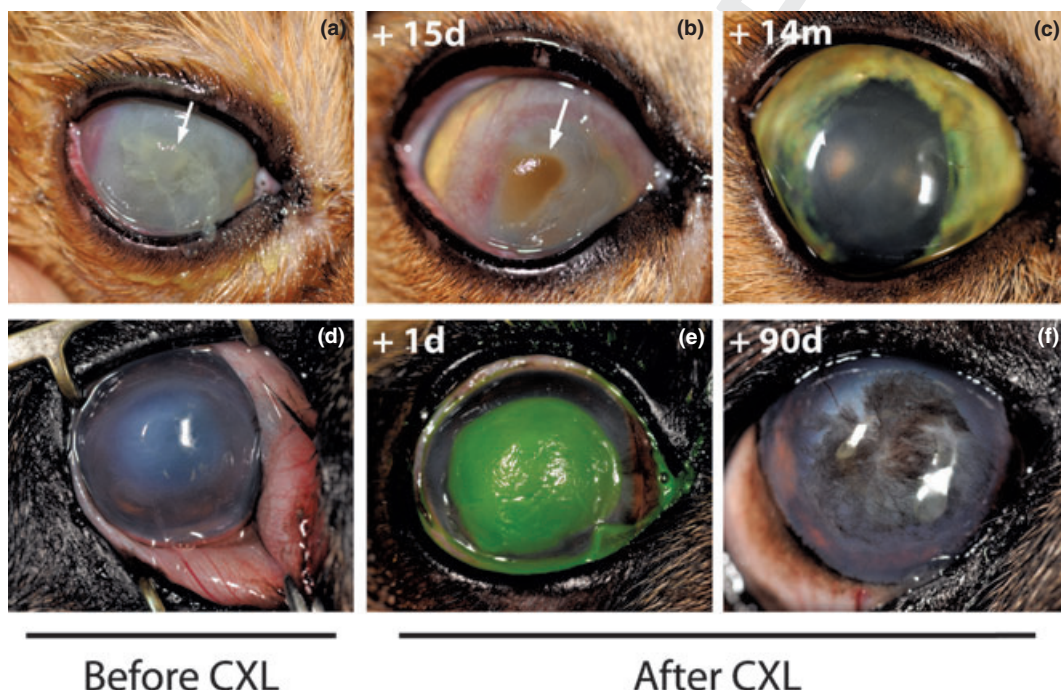 (a)
+ 15d (b)
+ 14m (c)
(d)
+ 1d (e)
+ 90d (f)
Before CXL
After CXL